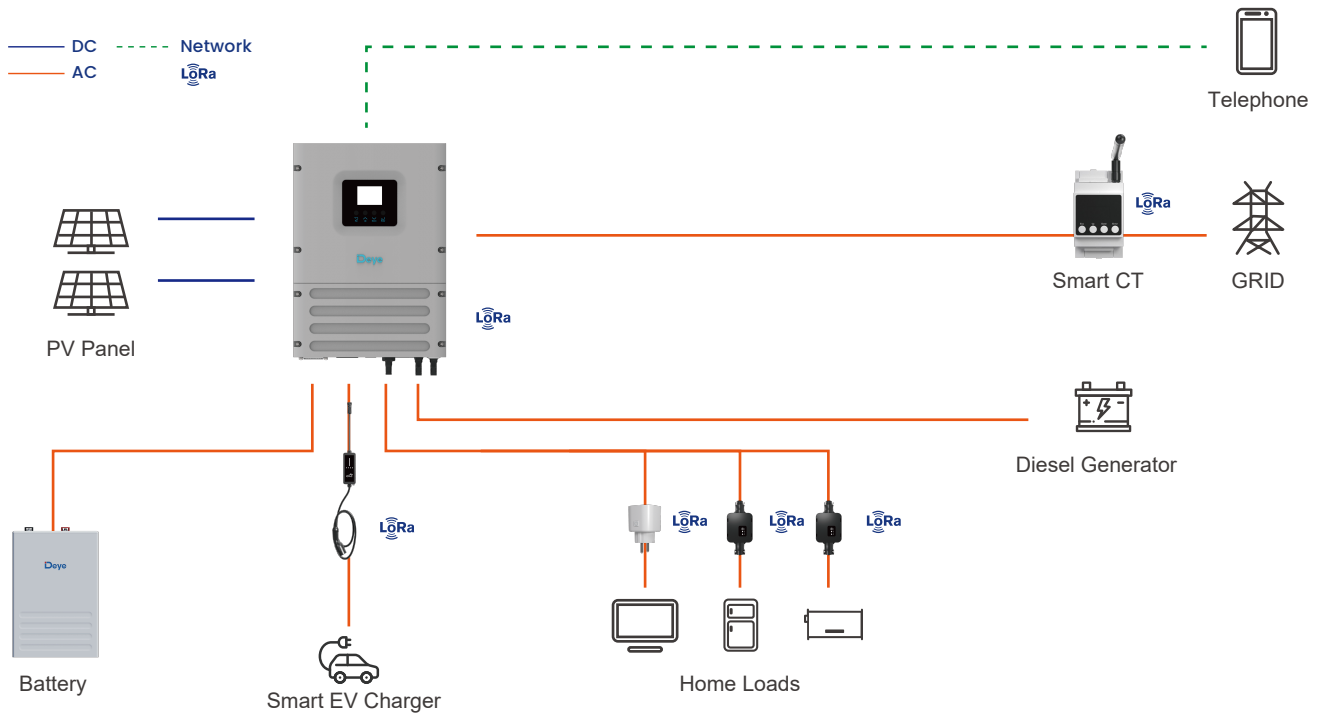 DC
Network
AC
LoRa
Telephone
LoRa
Smart CT
GRID
Deye
PV Panel
LoRa
+ -
Diesel Generator
LoRa
LoRa
LoRa
LoRa
Deye
Battery
Smart EV Charger
Home Loads